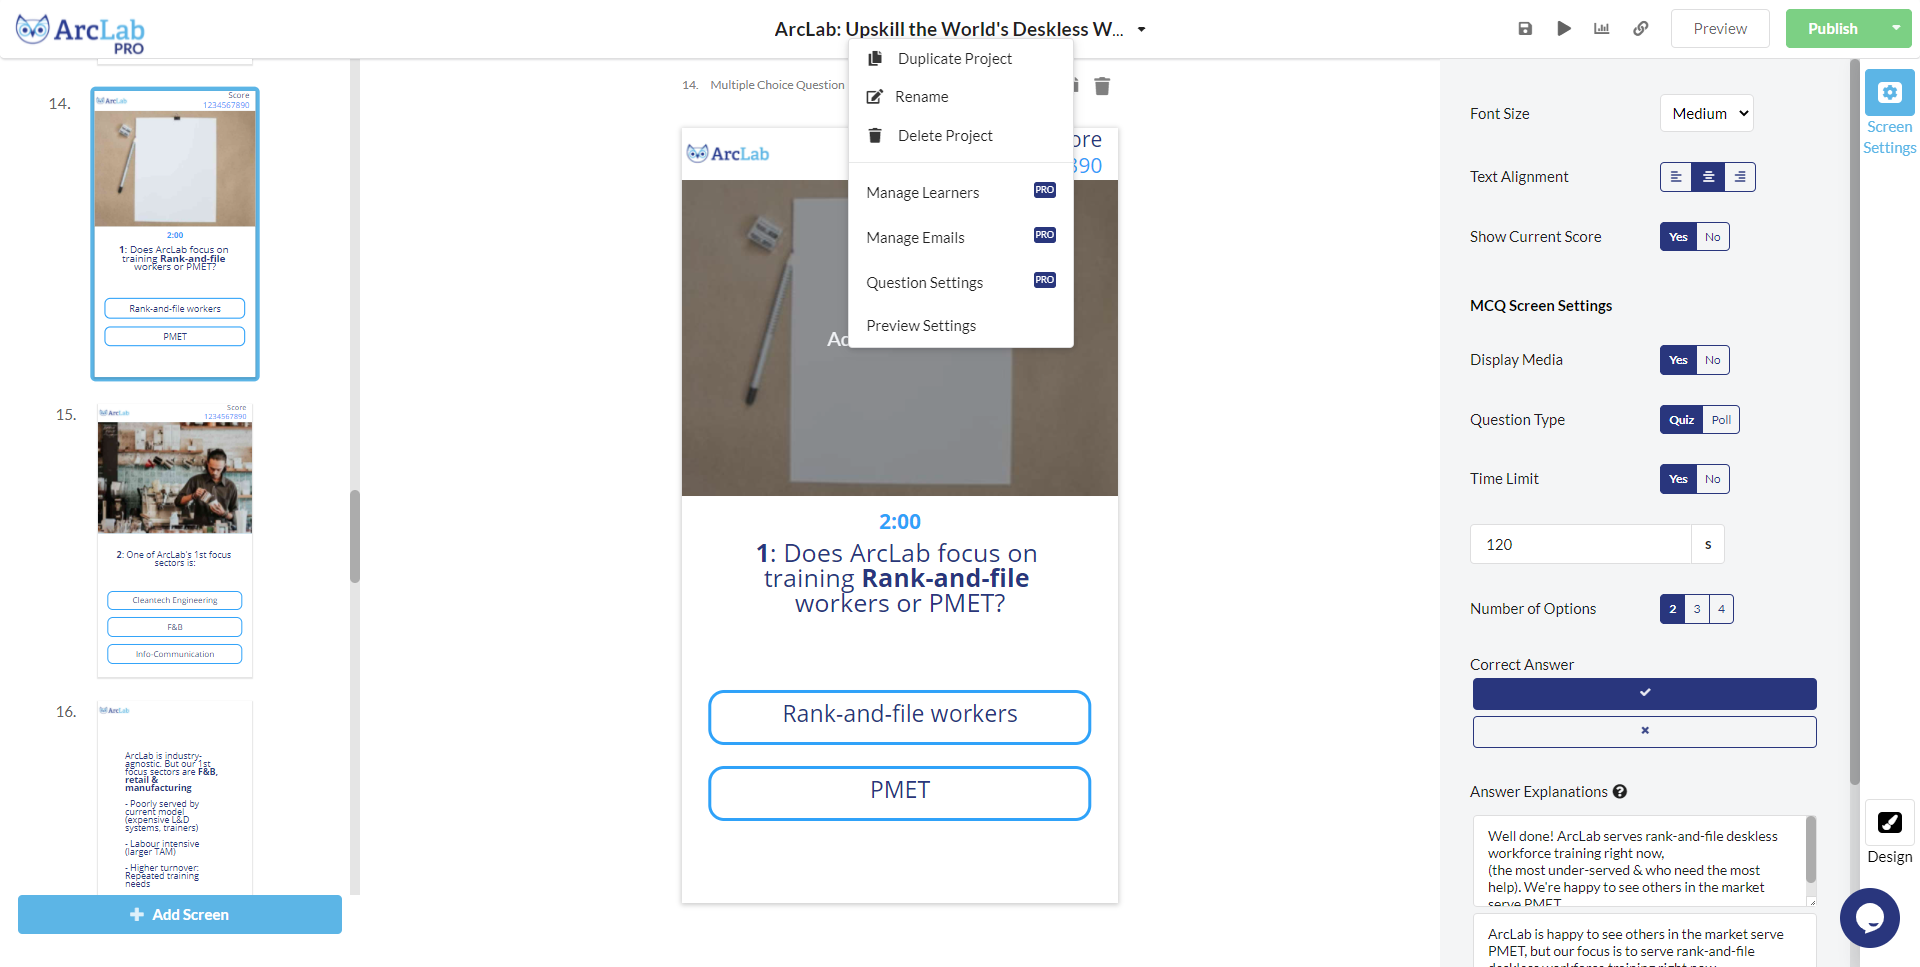 ArcLab
PRO
ArcLab: Upskill the World's Deskless W...
Preview
Publish
Duplicate Project
Rename
Delete Project
Manage Learners PRO
Manage Emails PRO
Question Settings PRO
Preview Settings
14.
ArcLab
Score
1234567890
2:00
1: Does ArcLab focus on
training Rank-and-file
workers or PMET?
Rank-and-file workers
PMET
15.
ArcLab
Score
1234567890
2: One of ArcLab's 1st focus
sectors is:
Cleantech Engineering
F&B
Info-Communication
16.
ArcLab
ArcLab is industry-
agnostic. But our 1st
focus sectors are F&B,
retail &
manufacturing
- Poorly served by
current model
(expensive L&D
systems, trainers)
- Labour intensive
(larger TAM)
- Higher turnover:
Repeated training
needs
Add Screen
14. Multiple Choice Question
ArcLab
ore
890
2:00
1: Does ArcLab focus on
training Rank-and-file
workers or PMET?
Rank-and-file workers
PMET
Font Size Medium
Text Alignment
Show Current Score Yes No
MCQ Screen Settings
Display Media Yes No
Question Type Quiz Poll
Time Limit Yes No
120 s
Number of Options 2 3 4
Correct Answer
Answer Explanations
Well done! ArcLab serves rank-and-file deskless
workforce training right now,
(the most under-served & who need the most
help). We're happy to see others in the market
serve PMET
ArcLab is happy to see others in the market serve
PMET, but our focus is to serve rank-and-file
deskless workforce training right now
Screen
Settings
Design